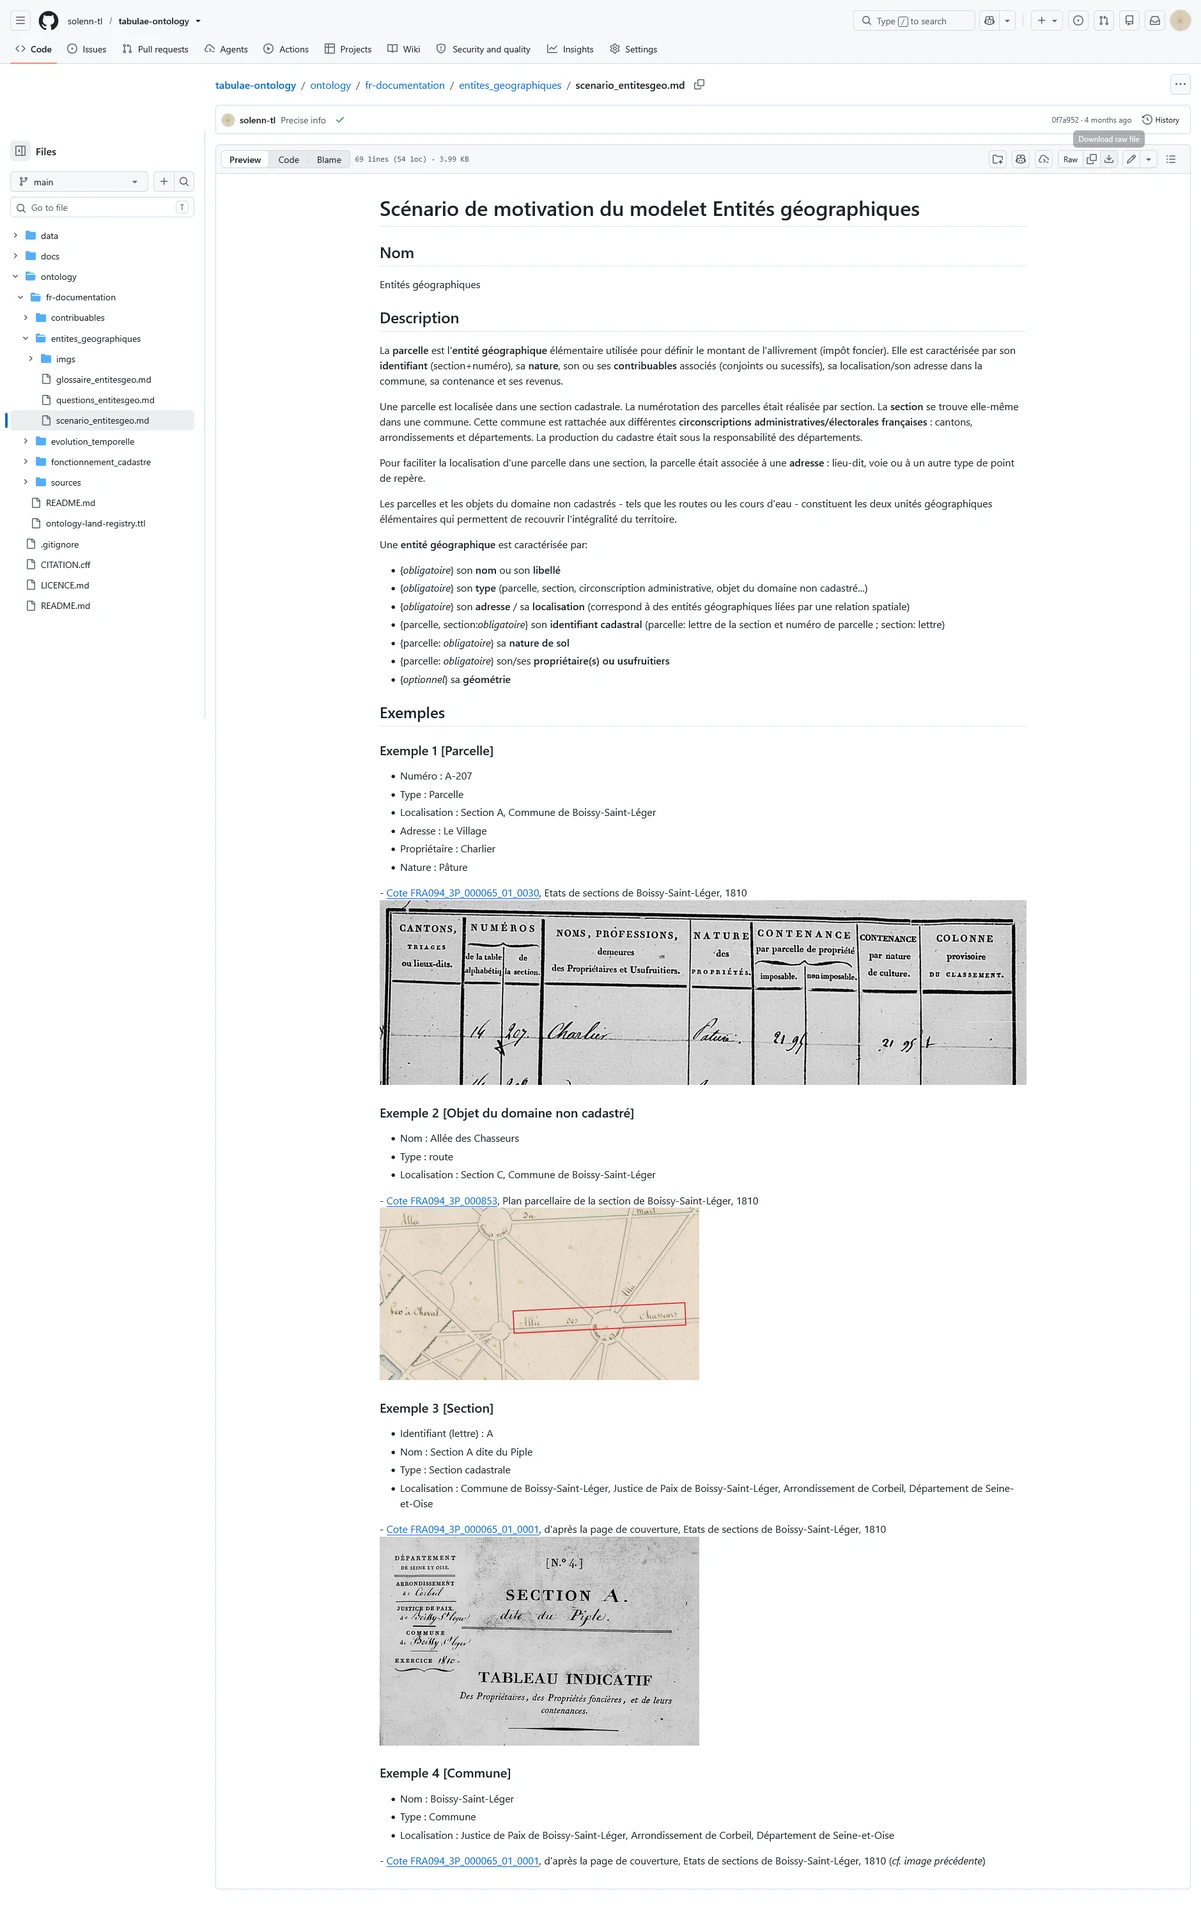 solenn-tl / tabulae-ontology
Type / to search
Code
Issues
Pull requests
Agents
Actions
Projects
Wiki
Security and quality
Insights
Settings
Files
main
Go to file
T
data
docs
ontology
fr-documentation
contribuables
entites_geographiques
imgs
glossaire_entitesgeo.md
questions_entitesgeo.md
scenario_entitesgeo.md
evolution_temporelle
fonctionnement_cadastre
sources
README.md
ontology-land-registry.ttl
.gitignore
CITATION.cff
LICENCE.md
README.md
tabulae-ontology / ontology / fr-documentation / entites_geographiques / scenario_entitesgeo.md
solenn-tl Precise info
0f7a952 · 4 months ago
History
Download raw file
Preview Code Blame 69 lines (54 loc) · 3.99 KB
Raw
Scénario de motivation du modelet Entités géographiques
Nom
Entités géographiques
Description
La parcelle est l'entité géographique élémentaire utilisée pour définir le montant de l'allivrement (impôt foncier). Elle est caractérisée par son
identifiant (section+numéro), sa nature, son ou ses contribuables associés (conjoints ou sucessifs), sa localisation/son adresse dans la
commune, sa contenance et ses revenus.
Une parcelle est localisée dans une section cadastrale. La numérotation des parcelles était réalisée par section. La section se trouve elle-même
dans une commune. Cette commune est rattachée aux différentes circonscriptions administratives/électorales françaises : cantons,
arrondissements et départements. La production du cadastre était sous la responsabilité des départements.
Pour faciliter la localisation d'une parcelle dans une section, la parcelle était associée à une adresse : lieu-dit, voie ou à un autre type de point
de repère.
Les parcelles et les objets du domaine non cadastrés - tels que les routes ou les cours d'eau - constituent les deux unités géographiques
élémentaires qui permettent de recouvrir l'intégralité du territoire.
Une entité géographique est caractérisée par:
• {obligatoire} son nom ou son libellé
• {obligatoire} son type (parcelle, section, circonscription administrative, objet du domaine non cadastré...)
• {obligatoire} son adresse / sa localisation (correspond à des entités géographiques liées par une relation spatiale)
• {parcelle, section:obligatoire} son identifiant cadastral (parcelle: lettre de la section et numéro de parcelle ; section: lettre)
• {parcelle: obligatoire} sa nature de sol
• {parcelle: obligatoire} son/ses propriétaire(s) ou usufruitiers
• {optionnel} sa géométrie
Exemples
Exemple 1 [Parcelle]
• Numéro : A-207
• Type : Parcelle
• Localisation : Section A, Commune de Boissy-Saint-Léger
• Adresse : Le Village
• Propriétaire : Charlier
• Nature : Pâture
- Cote FRA094_3P_000065_01_0030, Etats de sections de Boissy-Saint-Léger, 1810
CANTONS,
TRIAGES
ou lieux-dits.
NUMÉROS
de la table alphabétiq
de la section.
NOMS, PROFESSIONS,
demeures
des Propriétaires et Usufruitiers.
NATURE
des
PROPRIÉTÉS.
CONTENANCE
par parcelle de propriété
imposable. non imposable.
CONTENANCE
par nature
de culture.
COLONNE
provisoire
DU CLASSEMENT.
14 207. Charlier Pature. 21 95 21 95
Exemple 2 [Objet du domaine non cadastré]
• Nom : Allée des Chasseurs
• Type : route
• Localisation : Section C, Commune de Boissy-Saint-Léger
- Cote FRA094_3P_000853, Plan parcellaire de la section de Boissy-Saint-Léger, 1810
Allée du Mail
Allée
Allée des Chasseurs
Exemple 3 [Section]
• Identifiant (lettre) : A
• Nom : Section A dite du Piple
• Type : Section cadastrale
• Localisation : Commune de Boissy-Saint-Léger, Justice de Paix de Boissy-Saint-Léger, Arrondissement de Corbeil, Département de Seine-
et-Oise
- Cote FRA094_3P_000065_01_0001, d'après la page de couverture, Etats de sections de Boissy-Saint-Léger, 1810
DÉPARTEMENT
DE SEINE ET OISE.
ARRONDISSEMENT
de Corbeil
JUSTICE DE PAIX
de Boissy St leger
COMMUNE
de Boissy St leger
EXERCICE 1810
[N.º 4.]
SECTION A.
dite du Piple.
TABLEAU INDICATIF
Des Propriétaires, des Propriétés foncières, et de leurs
contenances.
Exemple 4 [Commune]
• Nom : Boissy-Saint-Léger
• Type : Commune
• Localisation : Justice de Paix de Boissy-Saint-Léger, Arrondissement de Corbeil, Département de Seine-et-Oise
- Cote FRA094_3P_000065_01_0001, d'après la page de couverture, Etats de sections de Boissy-Saint-Léger, 1810 (cf. image précédente)